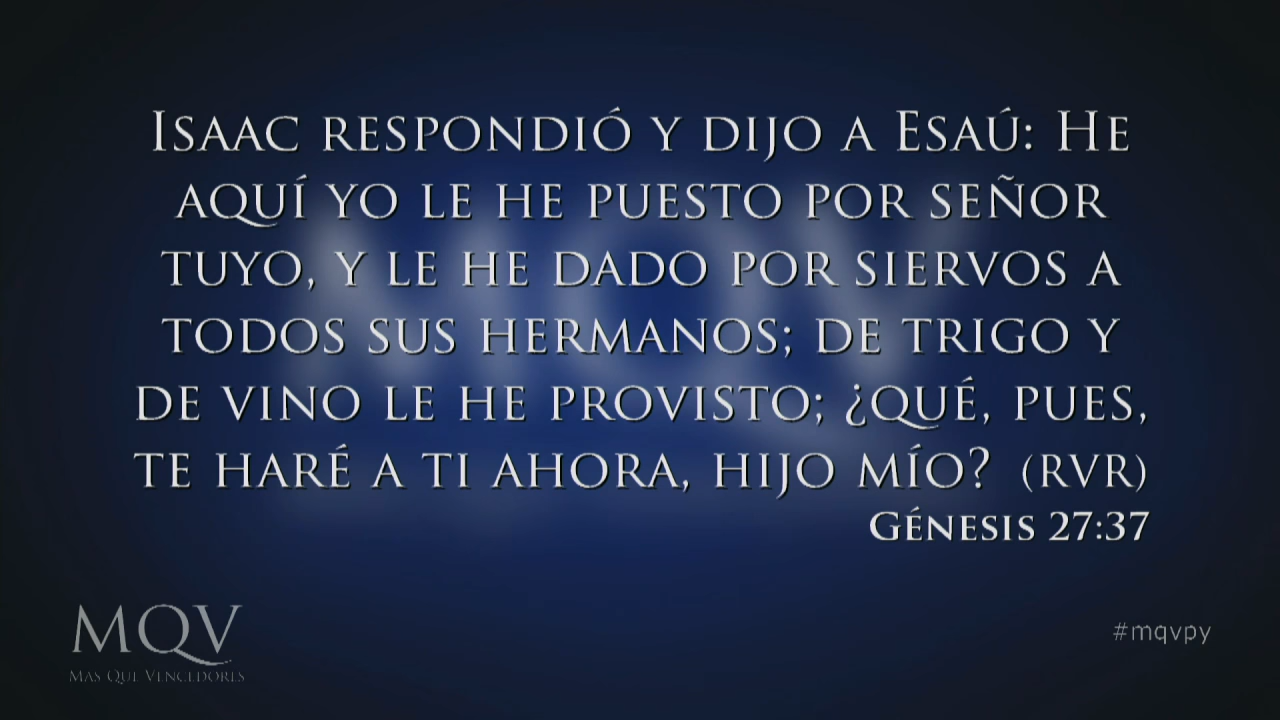 Isaac respondió y dijo a Esaú: He
aquí yo le he puesto por señor
tuyo, y le he dado por siervos a
todos sus hermanos; de trigo y
de vino le he provisto; ¿qué, pues,
te haré a ti ahora, hijo mío? (RVR)
Génesis 27:37
MQV
Mas Que Vencedores
#mqvpy
MQV